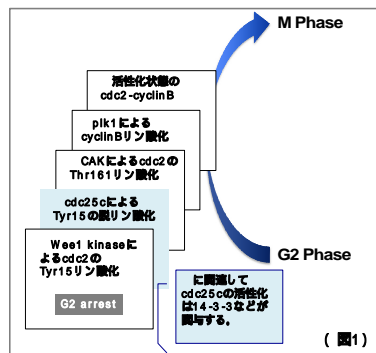 M Phase
活性化状態の
cdc2-cyclinB
plk1による
cyclinBリン酸化
CAKによるcdc2の
Thr161リン酸化
cdc25cによる
Tyr15の脱リン酸化
Wee1 kinaseに
よるcdc2の
Tyr15リン酸化
G2 arrest
G2 Phase
に関連して
cdc25cの活性化
は14-3-3などが
関与する。
(図1)